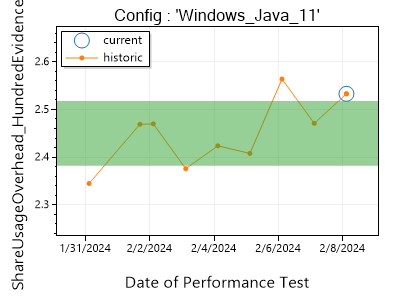 Config : 'Windows_Java_11'
current
historic
ShareUsageOverhead_HundredEvidence
2.6
2.5
2.4
2.3
1/31/2024
2/2/2024
2/4/2024
2/6/2024
2/8/2024
Date of Performance Test